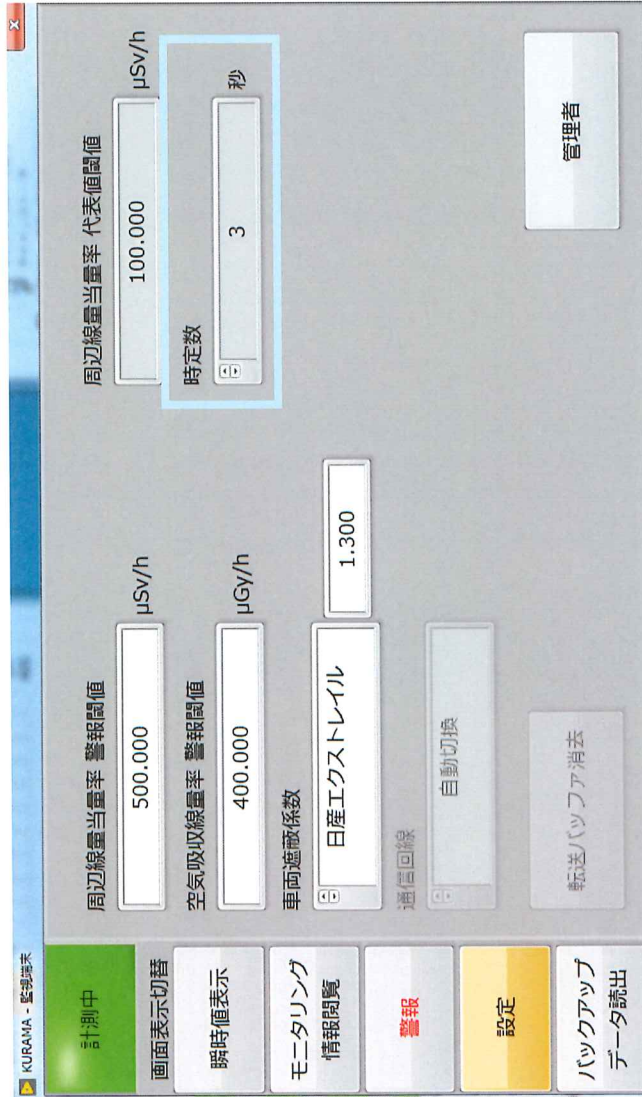 KURAMA - 監視端末
計測中
画面表示切替
瞬時値表示
モニタリング
情報閲覧
警報
設定
バックアップ
データ読出
周辺線量当量率 警報閾値
500.000 μSv/h
空気吸収線量率 警報閾値
400.000 μGy/h
車両遮蔽係数
日産エクストレイル 1.300
通信回線
自動切換
転送バッファ消去
周辺線量当量率 代表値閾値
100.000 μSv/h
時定数
3 秒
管理者